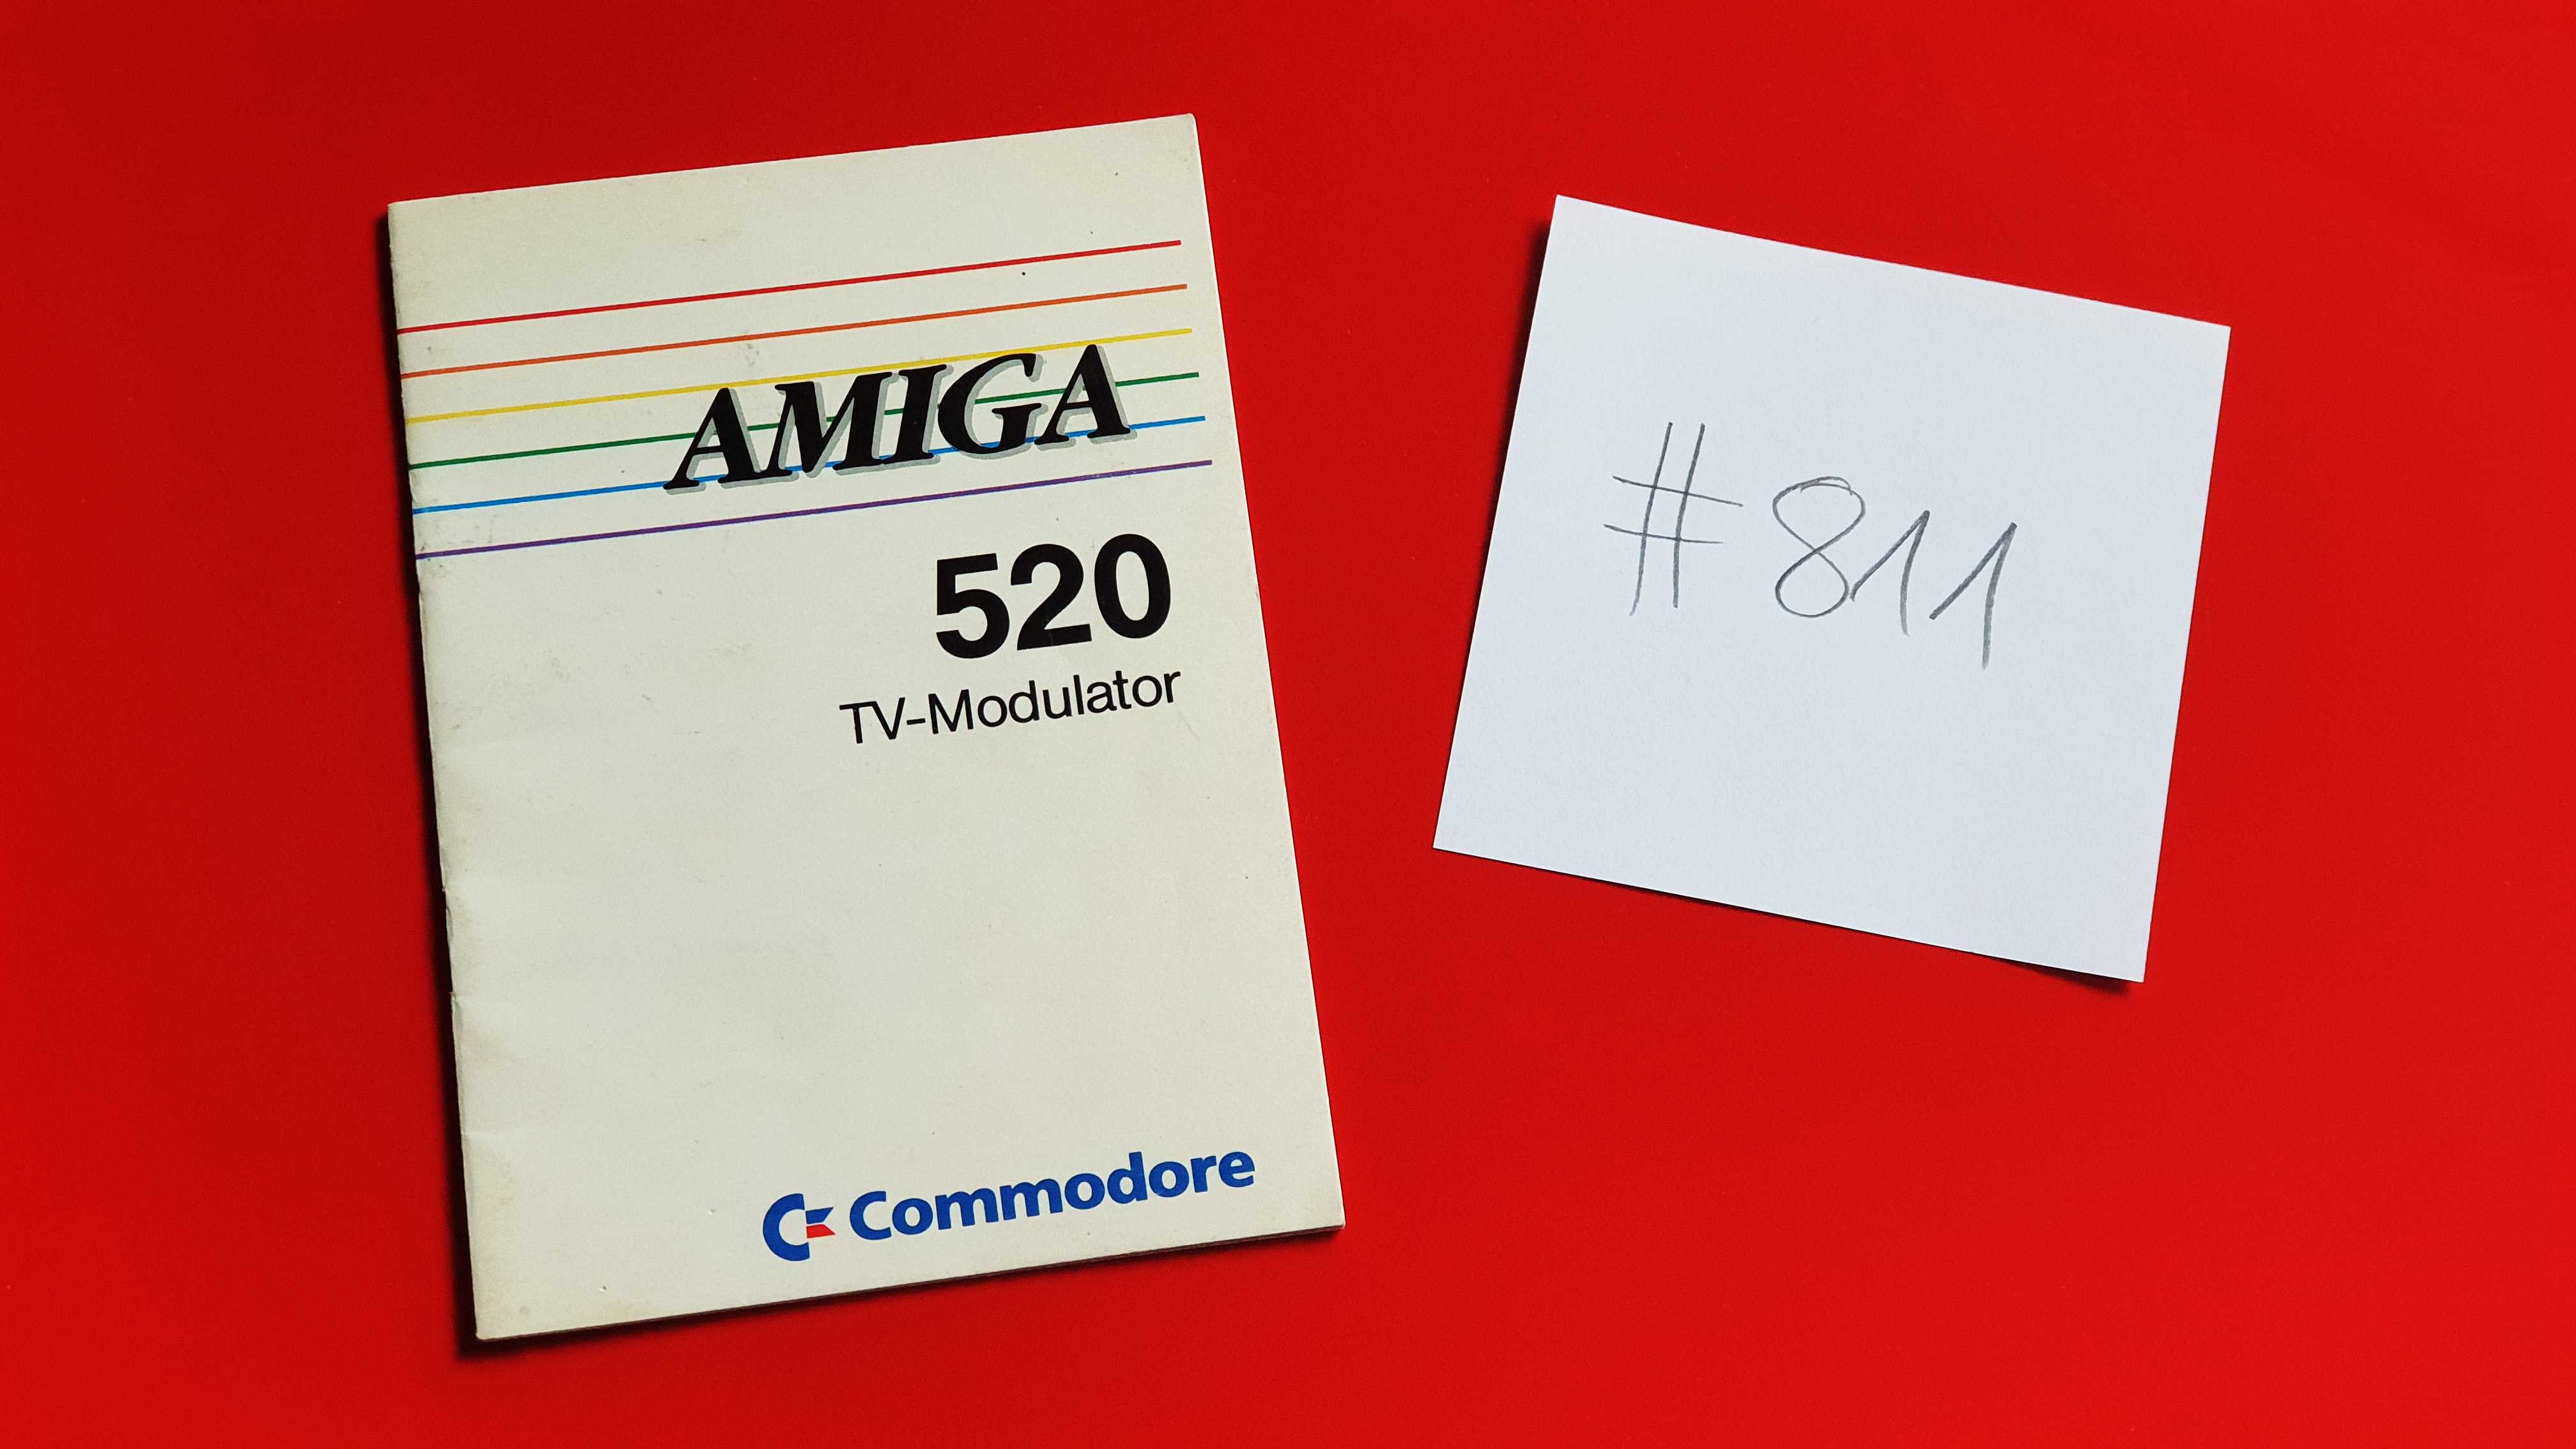 AMIGA
520
TV-Modulator
Commodore
#811